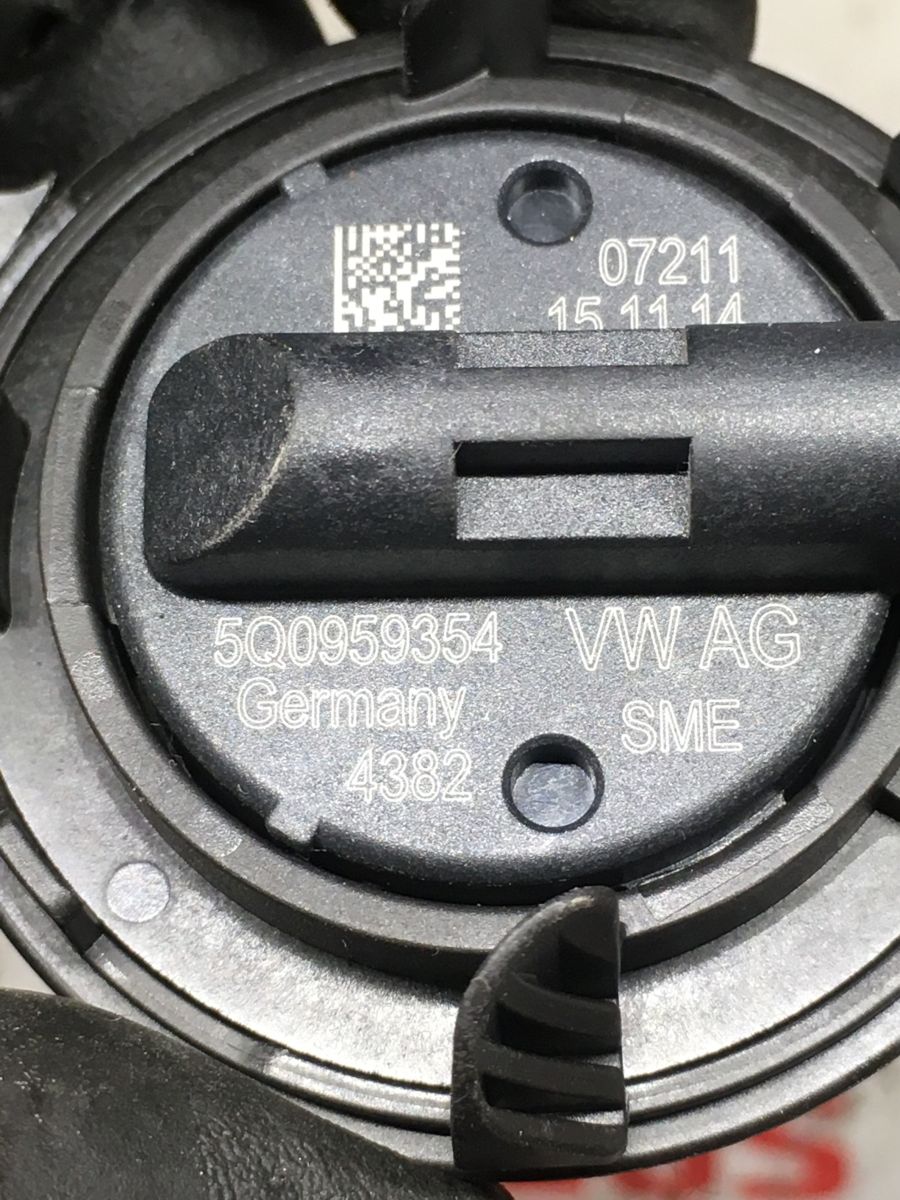 07211
15.11.14
5Q0959354 VW AG
Germany SME
4382